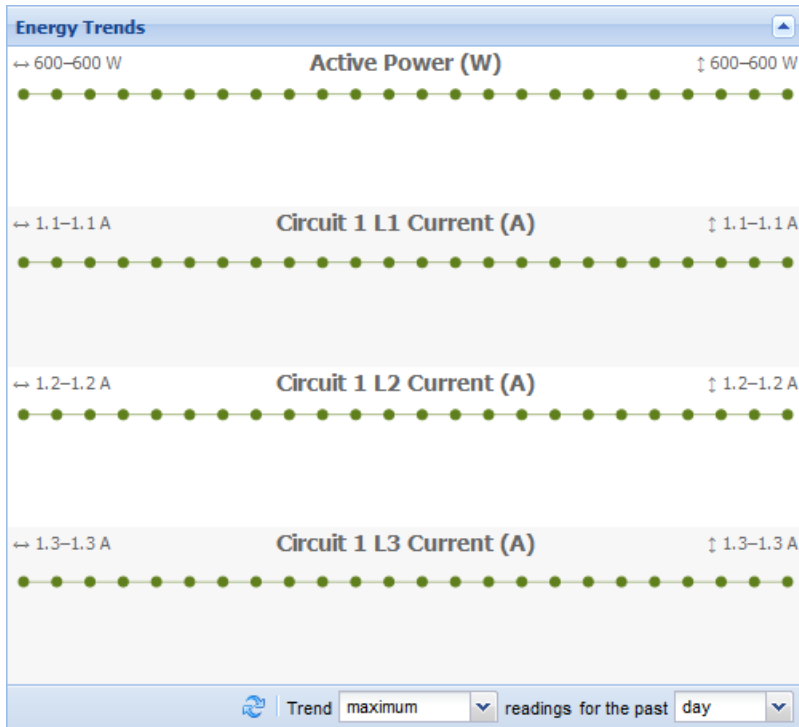 Energy Trends
↔ 600–600 W Active Power (W) ↕ 600–600 W
↔ 1.1–1.1 A Circuit 1 L1 Current (A) ↕ 1.1–1.1 A
↔ 1.2–1.2 A Circuit 1 L2 Current (A) ↕ 1.2–1.2 A
↔ 1.3–1.3 A Circuit 1 L3 Current (A) ↕ 1.3–1.3 A
Trend maximum readings for the past day